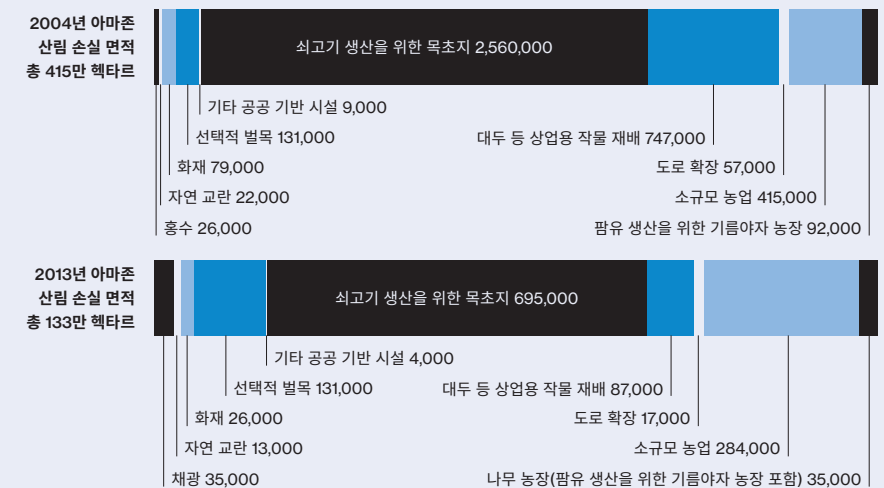 2004년 아마존
산림 손실 면적
총 415만 헥타르
쇠고기 생산을 위한 목초지 2,560,000
기타 공공 기반 시설 9,000
선택적 벌목 131,000
대두 등 상업용 작물 재배 747,000
화재 79,000
도로 확장 57,000
자연 교란 22,000
소규모 농업 415,000
홍수 26,000
팜유 생산을 위한 기름야자 농장 92,000
2013년 아마존
산림 손실 면적
총 133만 헥타르
쇠고기 생산을 위한 목초지 695,000
기타 공공 기반 시설 4,000
선택적 벌목 131,000
대두 등 상업용 작물 재배 87,000
화재 26,000
도로 확장 17,000
자연 교란 13,000
소규모 농업 284,000
채광 35,000
나무 농장(팜유 생산을 위한 기름야자 농장 포함) 35,000